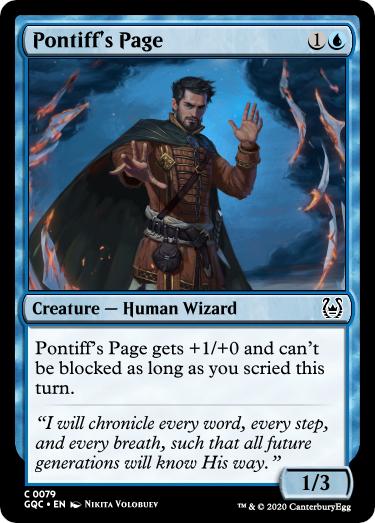 Pontiff's Page 1
Creature — Human Wizard
Pontiff's Page gets +1/+0 and can't
be blocked as long as you scried this
turn.
“I will chronicle every word, every step,
and every breath, such that all future
generations will know His way.”
1/3
C 0079
GQC • EN Nikita Volobuev
™ & © 2020 CanterburyEgg